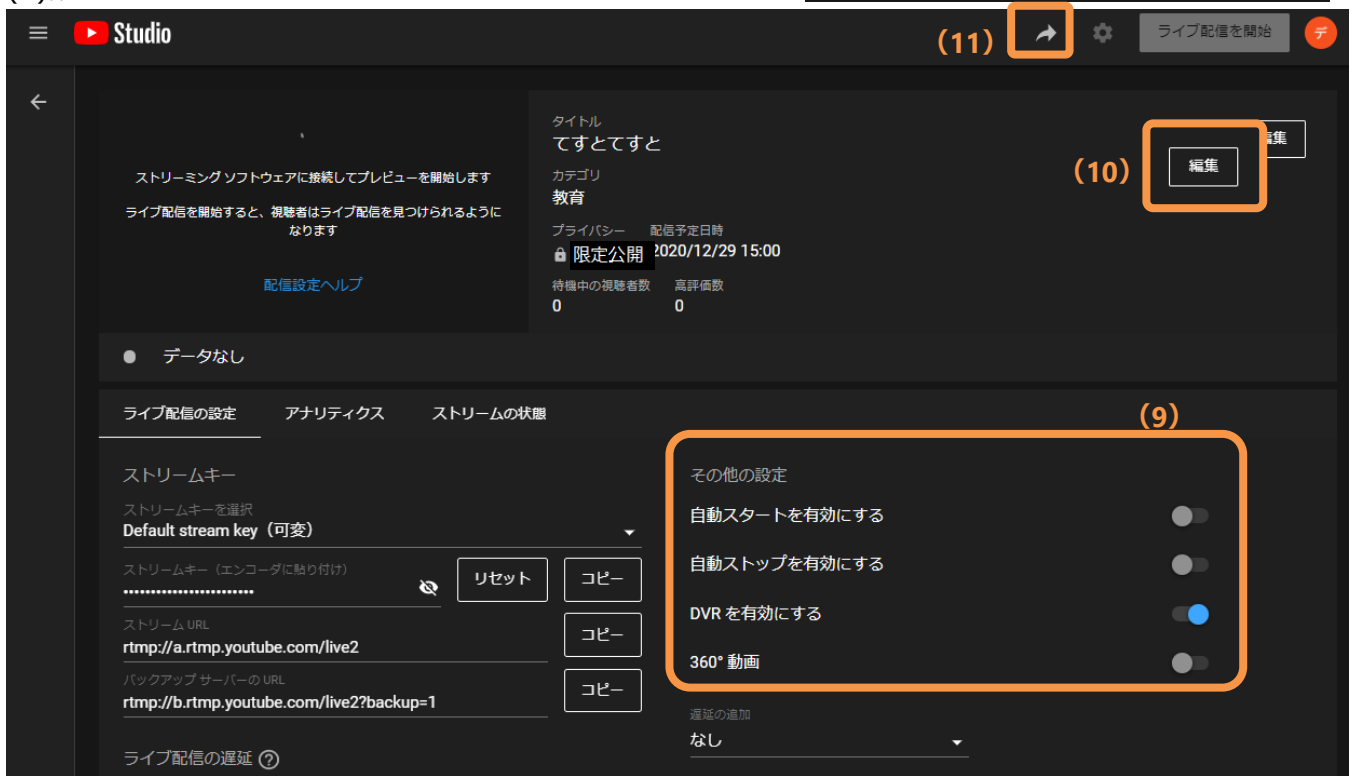 Studio
(11)
ライブ配信を開始
デ
ストリーミング ソフトウェアに接続してプレビューを開始します
ライブ配信を開始すると、視聴者はライブ配信を見つけられるように
なります
配信設定ヘルプ
タイトル
てすとてすと
カテゴリ
教育
プライバシー 配信予定日時
限定公開 2020/12/29 15:00
待機中の視聴者数 高評価数
0 0
(10)
編集
編集
データなし
ライブ配信の設定 アナリティクス ストリームの状態
(9)
ストリームキー
ストリームキーを選択
Default stream key（可変）
ストリームキー（エンコーダに貼り付け）
•••••••••••••••••••••••• リセット コピー
ストリーム URL
rtmp://a.rtmp.youtube.com/live2 コピー
バックアップ サーバーの URL
rtmp://b.rtmp.youtube.com/live2?backup=1 コピー
ライブ配信の遅延 ?
その他の設定
自動スタートを有効にする
自動ストップを有効にする
DVR を有効にする
360° 動画
遅延の追加
なし